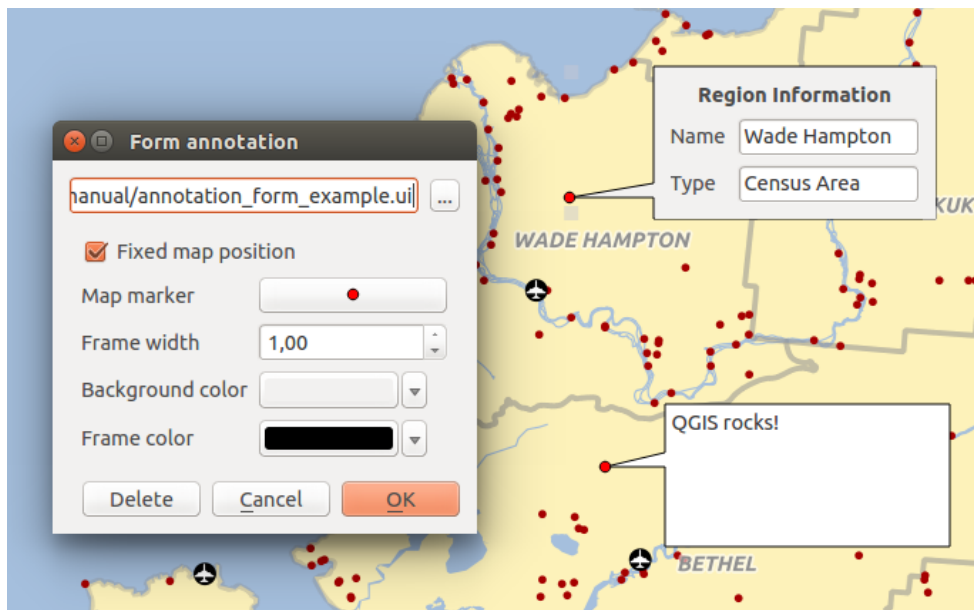 Form annotation
nanual/annotation_form_example.ui
...
Fixed map position
Map marker
Frame width
1,00
Background color
Frame color
Delete
Cancel
OK
Region Information
Name
Wade Hampton
Type
Census Area
KUK
WADE HAMPTON
QGIS rocks!
BETHEL